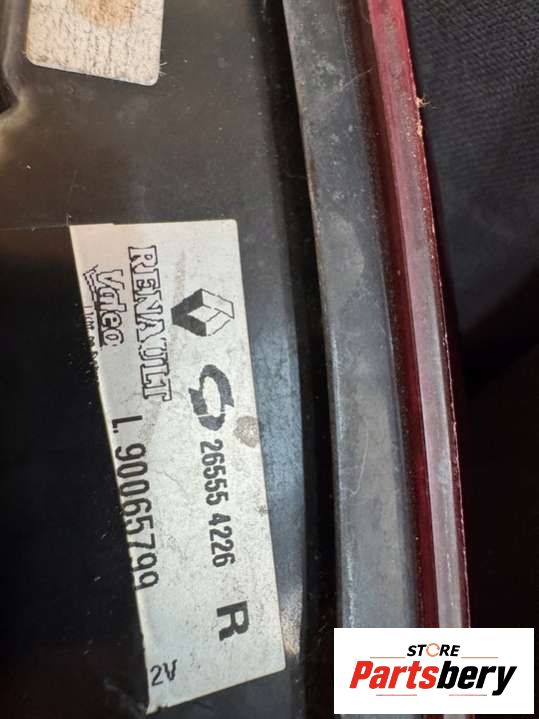 RENAULT
26555 4226 R
Valeo
L. 90065799
2V
STORE
Partsbery